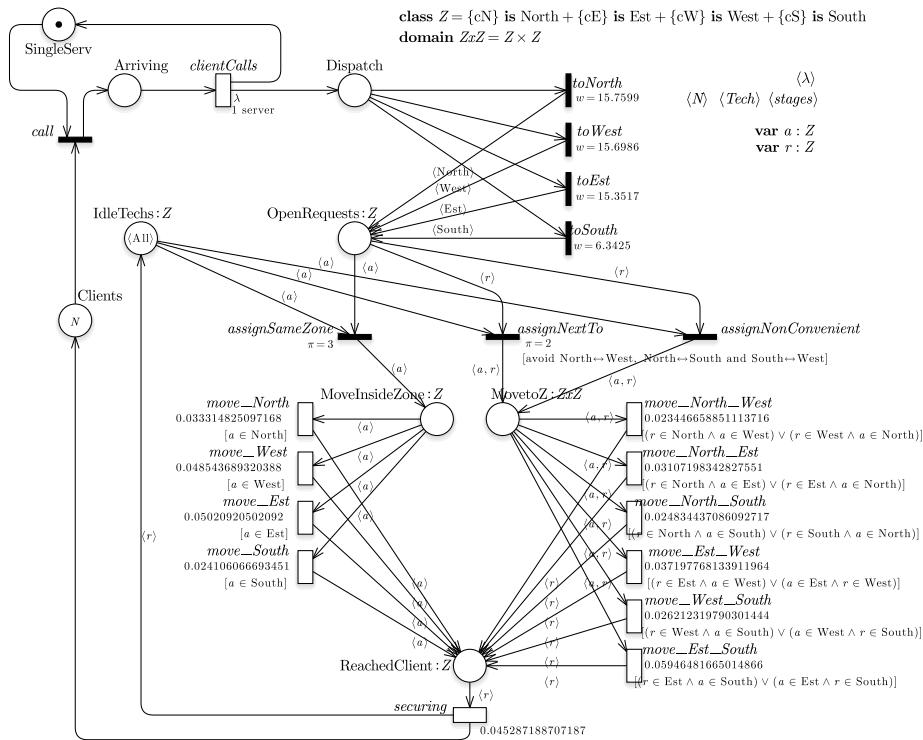 class Z = {cN} is North + {cE} is Est + {cW} is West + {cS} is South
domain ZxZ = Z × Z
SingleServ
Arriving
clientCalls
λ
1 server
Dispatch
toNorth
w = 15.7599
⟨λ⟩
⟨N⟩ ⟨Tech⟩ ⟨stages⟩
call
toWest
w = 15.6986
var a : Z
var r : Z
⟨North⟩
⟨West⟩
toEst
w = 15.3517
⟨Est⟩
⟨South⟩
toSouth
w = 6.3425
IdleTechs : Z
⟨All⟩
OpenRequests : Z
⟨a⟩
⟨a⟩
⟨a⟩
⟨a⟩
⟨r⟩
⟨r⟩
Clients
N
assignSameZone
π = 3
assignNextTo
π = 2
assignNonConvenient
[avoid North↔West, North↔South and South↔West]
⟨a⟩
⟨a, r⟩
⟨a, r⟩
MoveInsideZone : Z
MovetoZ : ZxZ
move_North
0.033314825097168
[a ∈ North]
⟨a⟩
⟨a, r⟩
move_North_West
0.023446658851113716
[(r ∈ North ∧ a ∈ West) ∨ (r ∈ West ∧ a ∈ North)]
move_West
0.048543689320388
[a ∈ West]
⟨a⟩
⟨a, r⟩
move_North_Est
0.03107198342827551
[(r ∈ North ∧ a ∈ Est) ∨ (r ∈ Est ∧ a ∈ North)]
move_Est
0.05020920502092
[a ∈ Est]
⟨a⟩
⟨a, r⟩
move_North_South
0.024834437086092717
[(r ∈ North ∧ a ∈ South) ∨ (r ∈ South ∧ a ∈ North)]
move_South
0.024106066693451
[a ∈ South]
⟨a⟩
⟨a, r⟩
move_Est_West
0.037197768133911964
[(r ∈ Est ∧ a ∈ West) ∨ (a ∈ Est ∧ r ∈ West)]
⟨r⟩
⟨a⟩
⟨r⟩
⟨a, r⟩
move_West_South
0.026212319790301444
[(r ∈ West ∧ a ∈ South) ∨ (a ∈ West ∧ r ∈ South)]
⟨a⟩
⟨r⟩
⟨a⟩
⟨r⟩
⟨a⟩
⟨r⟩
move_Est_South
0.05946481665014866
[(r ∈ Est ∧ a ∈ South) ∨ (a ∈ Est ∧ r ∈ South)]
⟨r⟩
⟨r⟩
ReachedClient : Z
⟨r⟩
securing
0.045287188707187